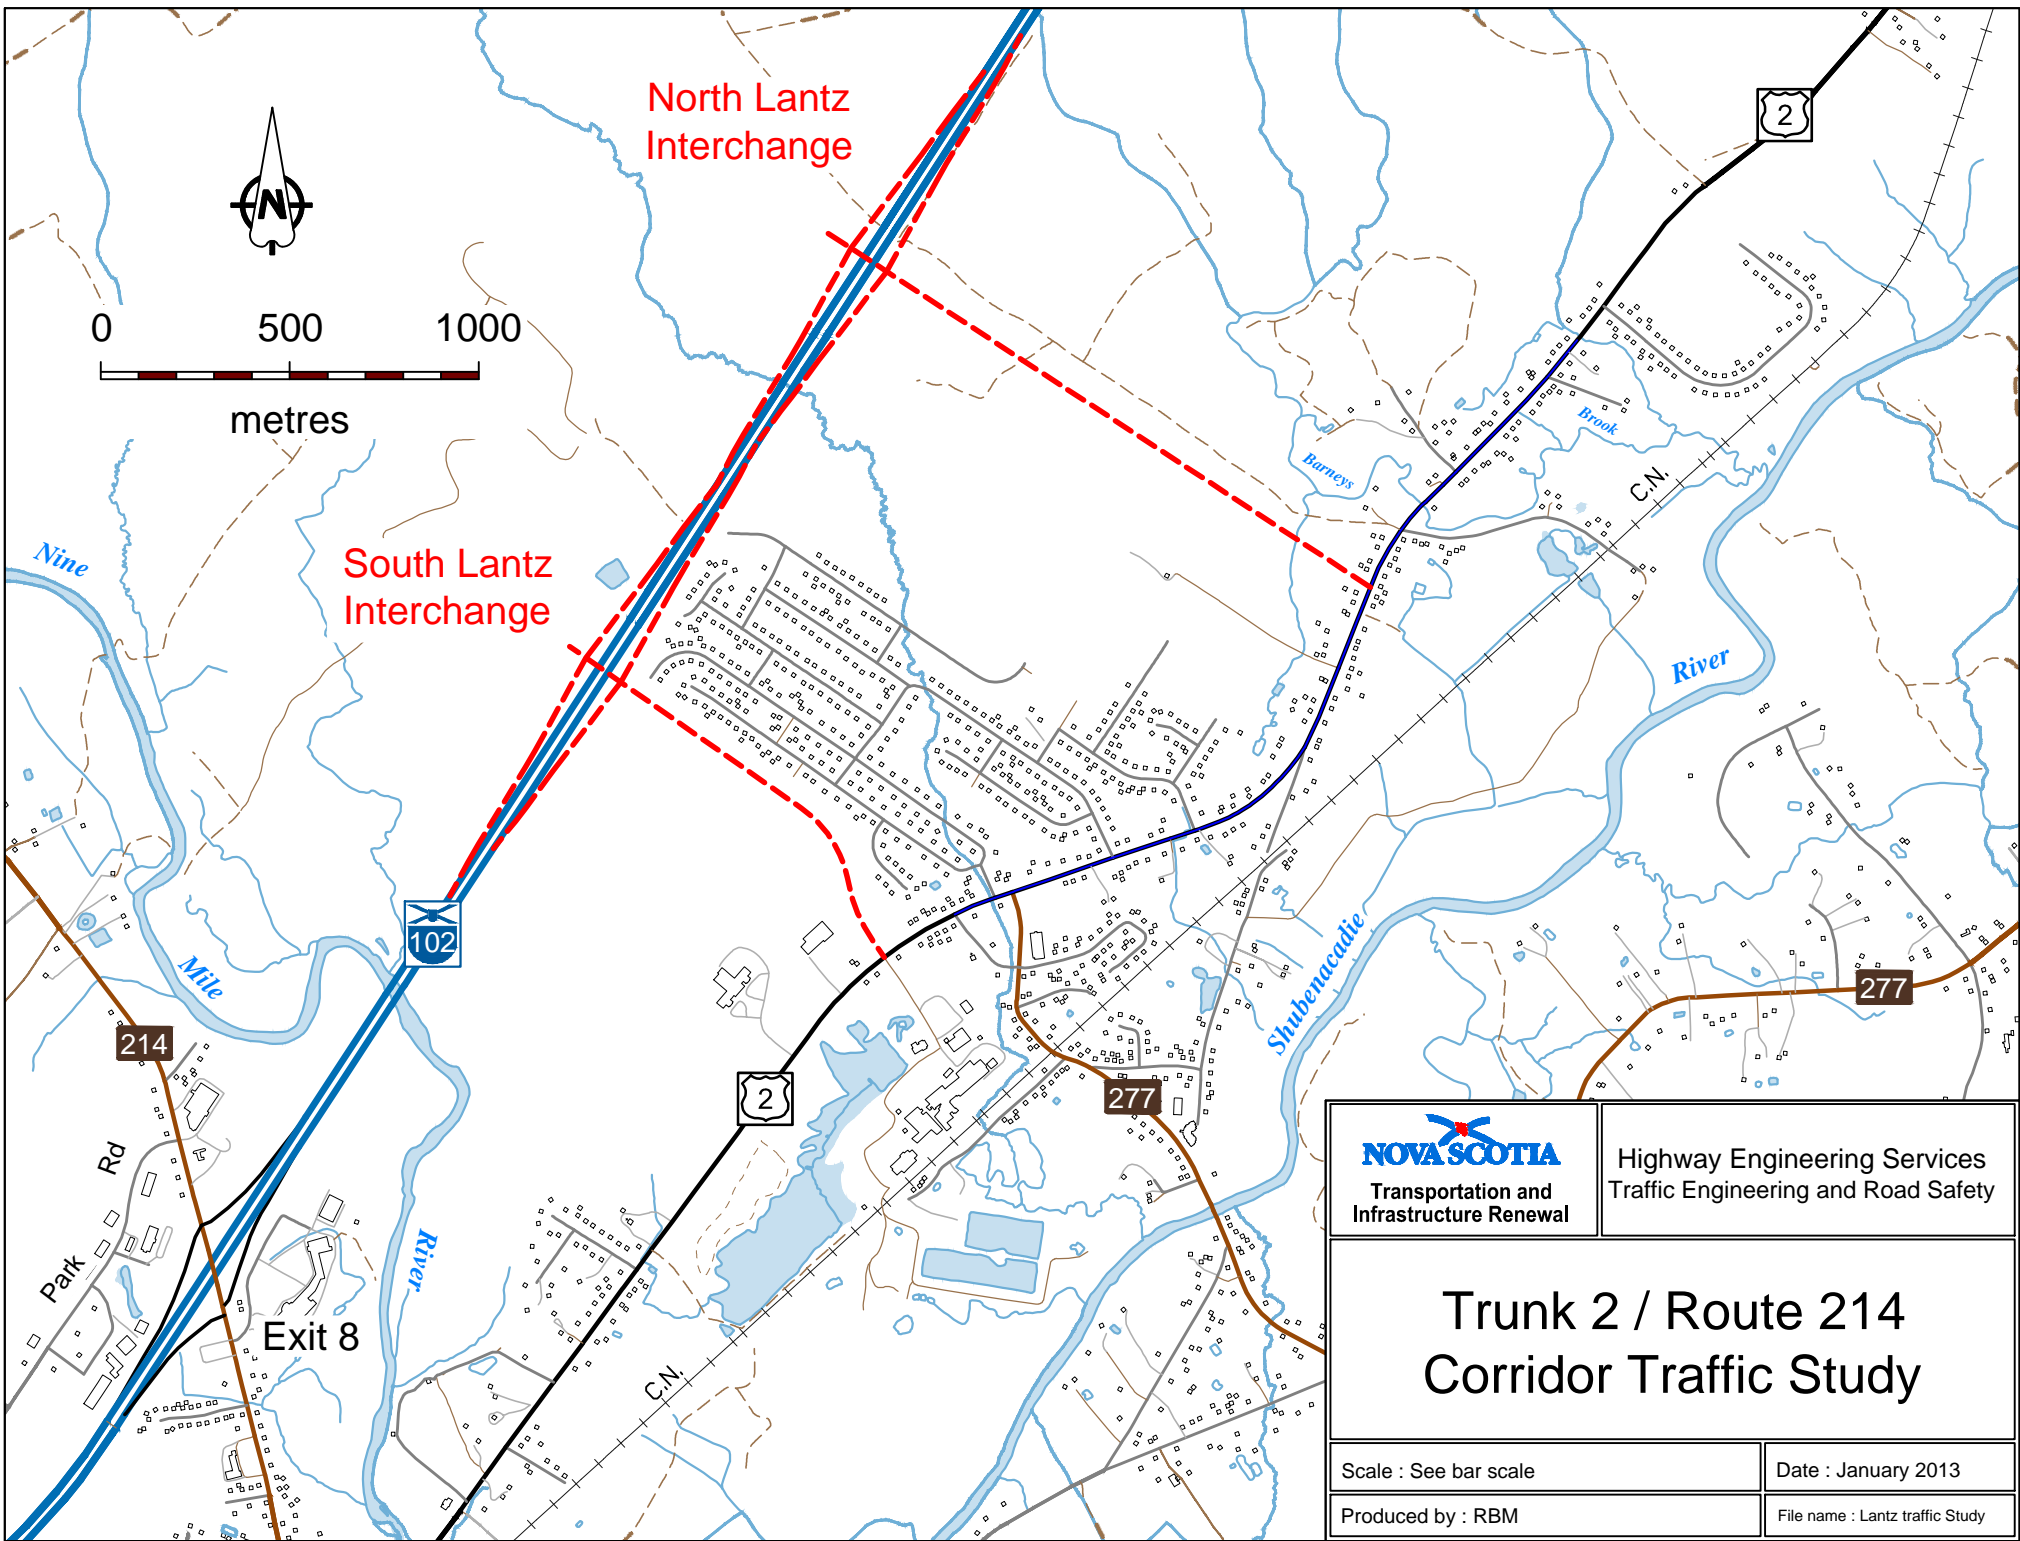 North Lantz
Interchange
2
N
0 500 1000
metres
Brook
Barneys
C.N.
Nine
South Lantz
Interchange
River
102
Mile
Shubenacadie
277
214
2
277
Rd
Park
River
Exit 8
C.N.
NOVA SCOTIA
Transportation and
Infrastructure Renewal
Highway Engineering Services
Traffic Engineering and Road Safety
Trunk 2 / Route 214
Corridor Traffic Study
Scale : See bar scale
Date : January 2013
Produced by : RBM
File name : Lantz traffic Study